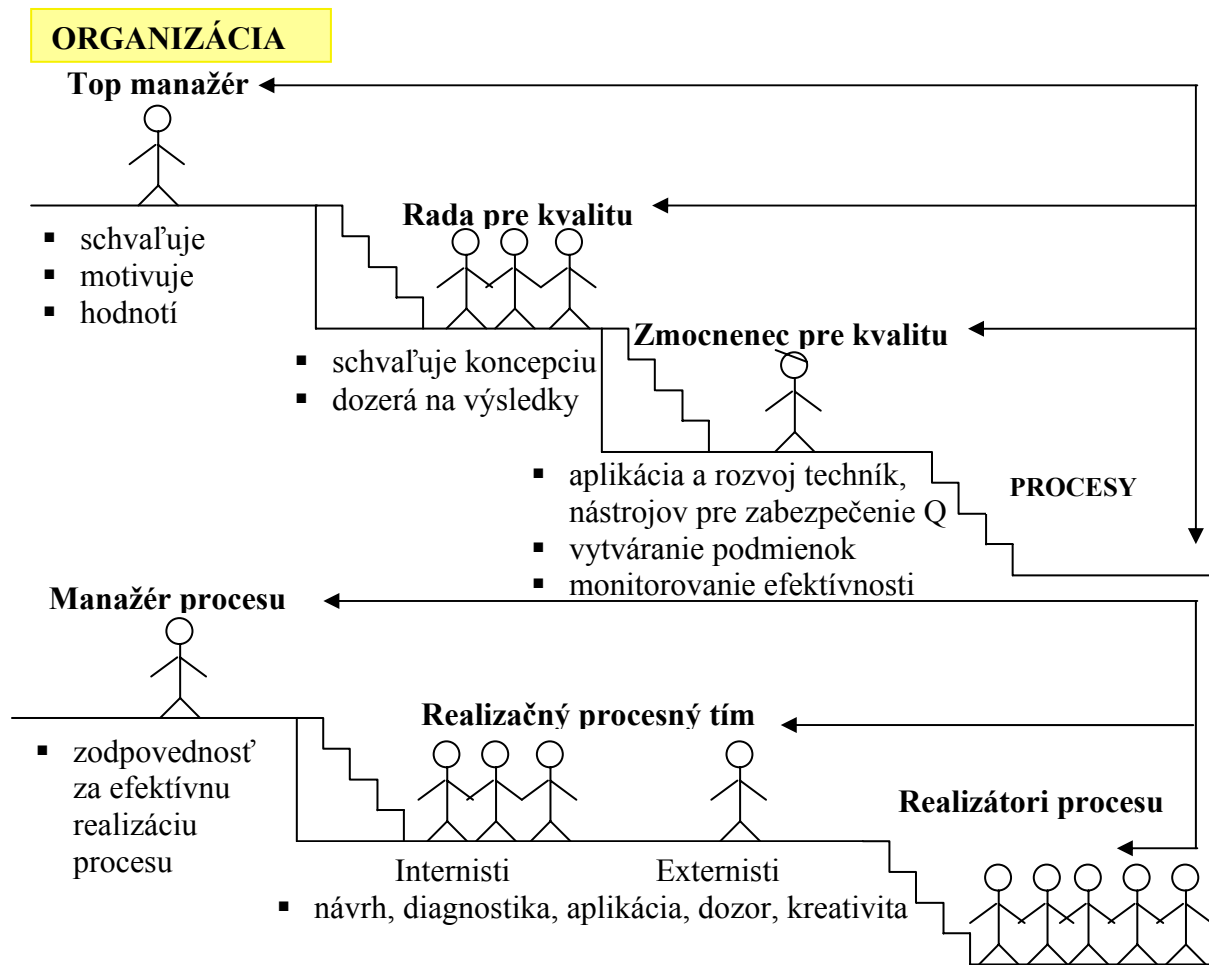 ORGANIZÁCIA
Top manažér
Rada pre kvalitu
▪ schvaľuje
▪ motivuje
▪ hodnotí
Zmocnenec pre kvalitu
▪ schvaľuje koncepciu
▪ dozerá na výsledky
▪ aplikácia a rozvoj techník,
nástrojov pre zabezpečenie Q
▪ vytváranie podmienok
▪ monitorovanie efektívnosti
PROCESY
Manažér procesu
Realizačný procesný tím
▪ zodpovednosť
za efektívnu
realizáciu
procesu
Realizátori procesu
Internisti
Externisti
▪ návrh, diagnostika, aplikácia, dozor, kreativita